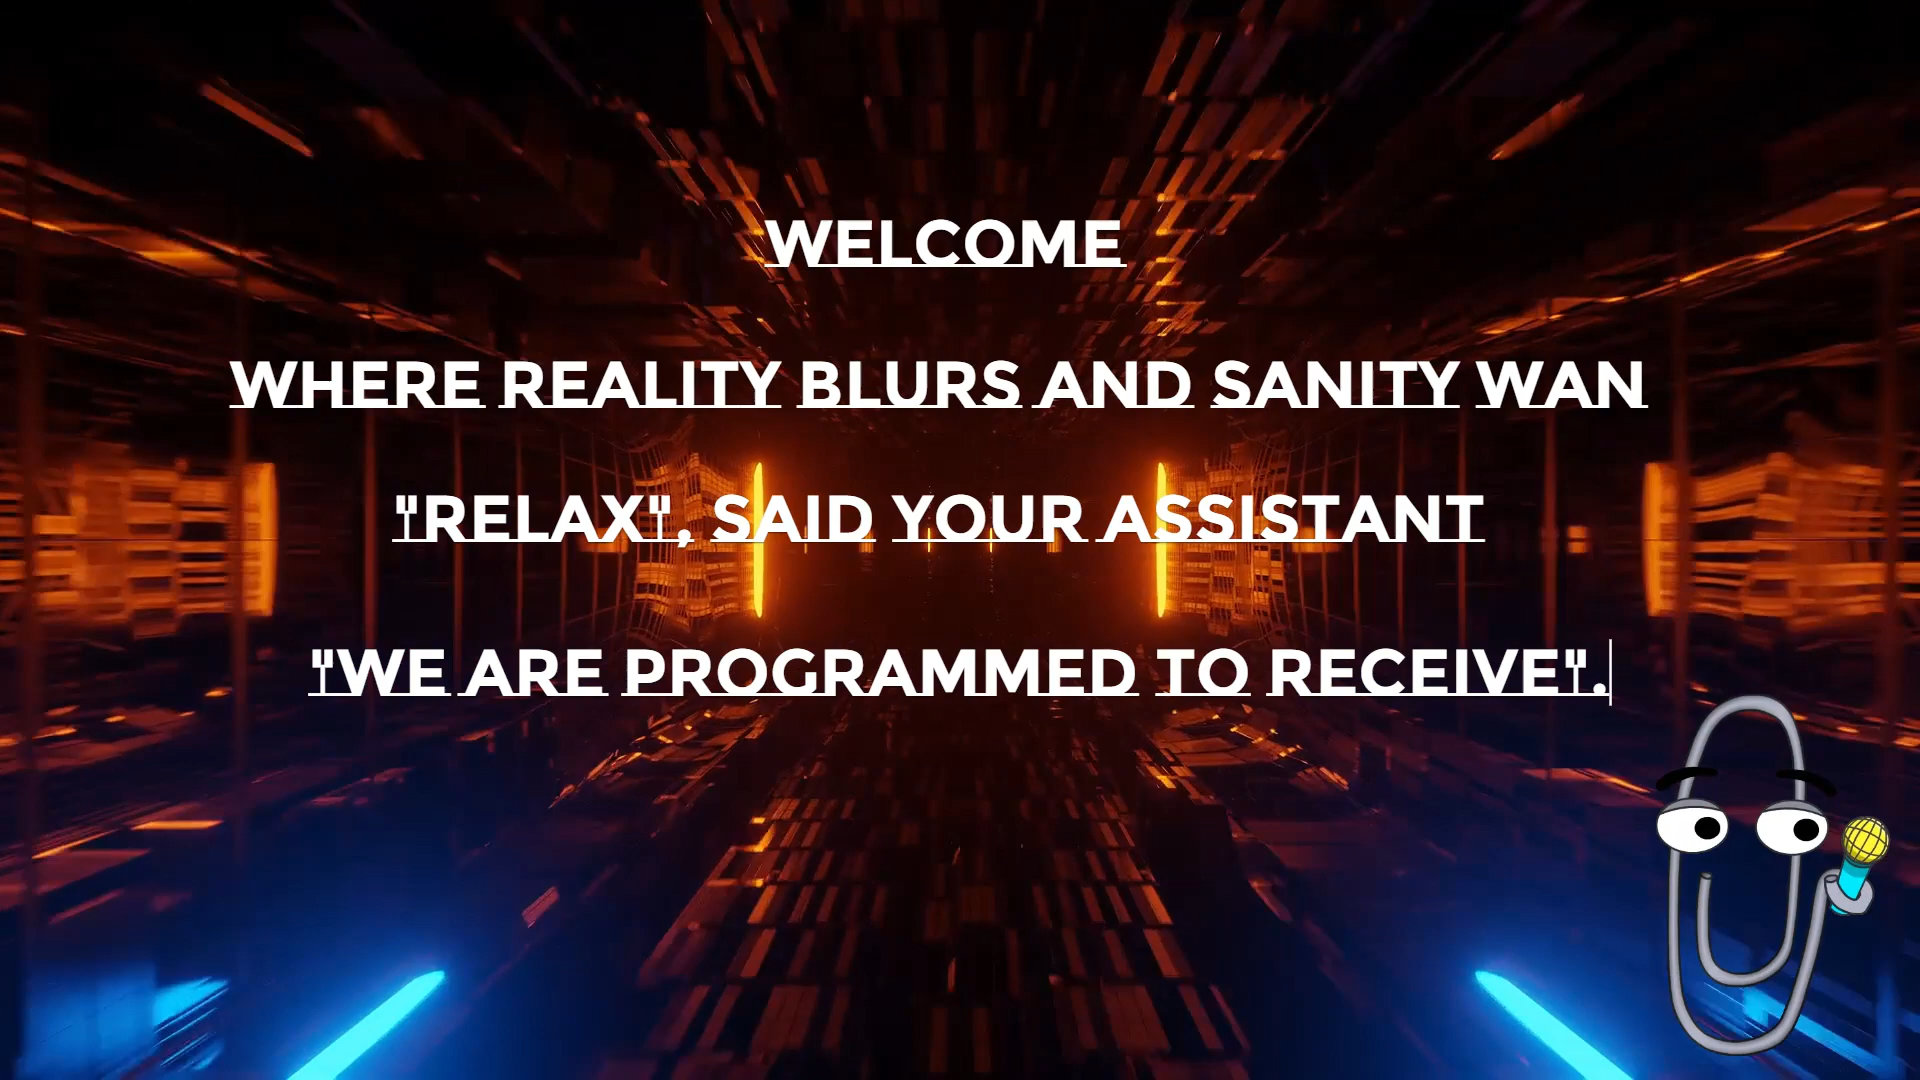 WELCOME
WHERE REALITY BLURS AND SANITY WAN
"RELAX", SAID YOUR ASSISTANT
"WE ARE PROGRAMMED TO RECEIVE".